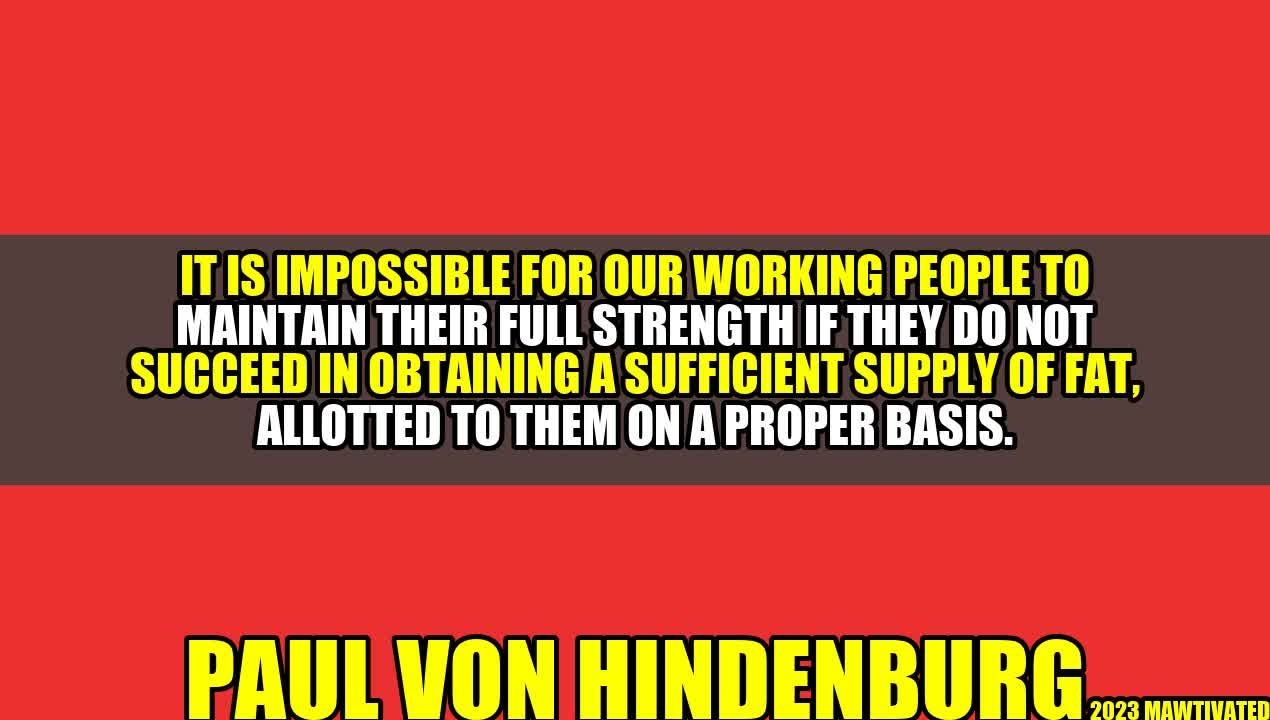 IT IS IMPOSSIBLE FOR OUR WORKING PEOPLE TO
MAINTAIN THEIR FULL STRENGTH IF THEY DO NOT
SUCCEED IN OBTAINING A SUFFICIENT SUPPLY OF FAT,
ALLOTTED TO THEM ON A PROPER BASIS.
PAUL VON HINDENBURG
2023 MAWTIVATED